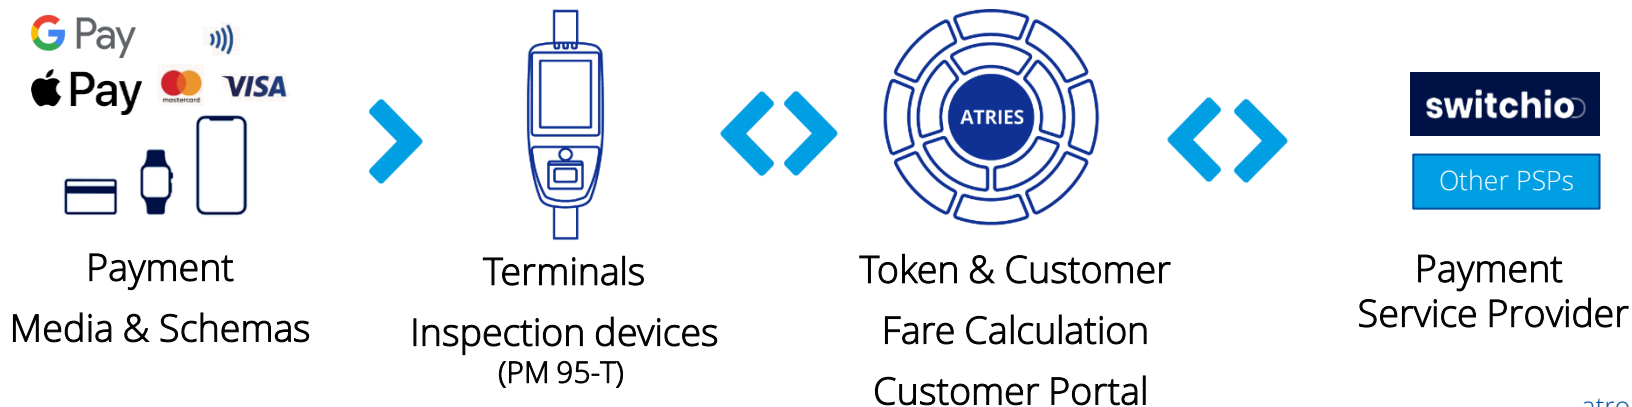 G Pay
Pay
mastercard
VISA
ATRIES
switchio
Other PSPs
Payment
Media & Schemas
Terminals
Inspection devices
(PM 95-T)
Token & Customer
Fare Calculation
Customer Portal
Payment
Service Provider